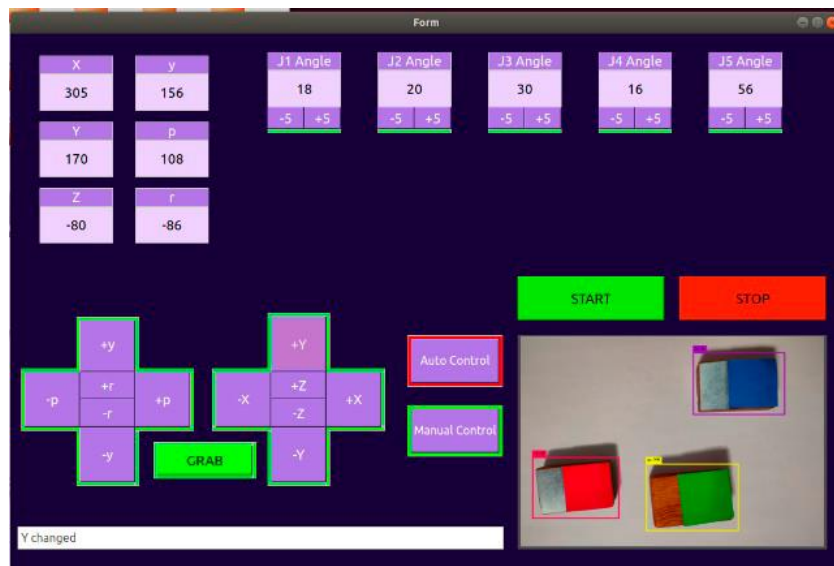 Form
X
305
y
156
J1 Angle
18
-5 +5
J2 Angle
20
-5 +5
J3 Angle
30
-5 +5
J4 Angle
16
-5 +5
J5 Angle
56
-5 +5
Y
170
p
108
Z
-80
r
-86
START
STOP
+y
-p
+r
-r
+p
-y
+Y
-X
+Z
-Z
+X
-Y
GRAB
Auto Control
Manual Control
Y changed